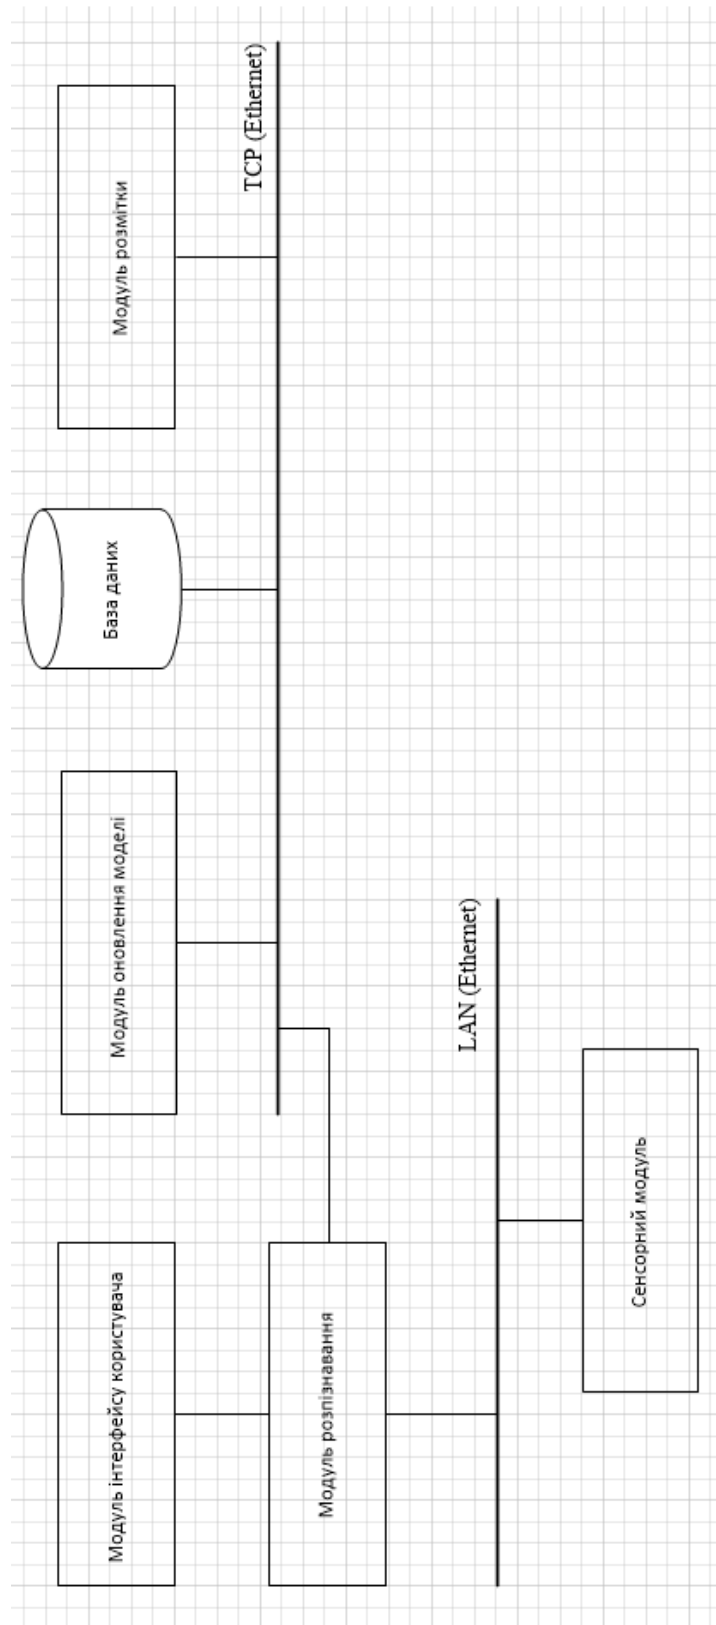 Модуль інтерфейсу користувача
Модуль оновлення моделі
База даних
Модуль розмітки
TCP (Ethernet)
Модуль розпізнавання
LAN (Ethernet)
Сенсорний модуль